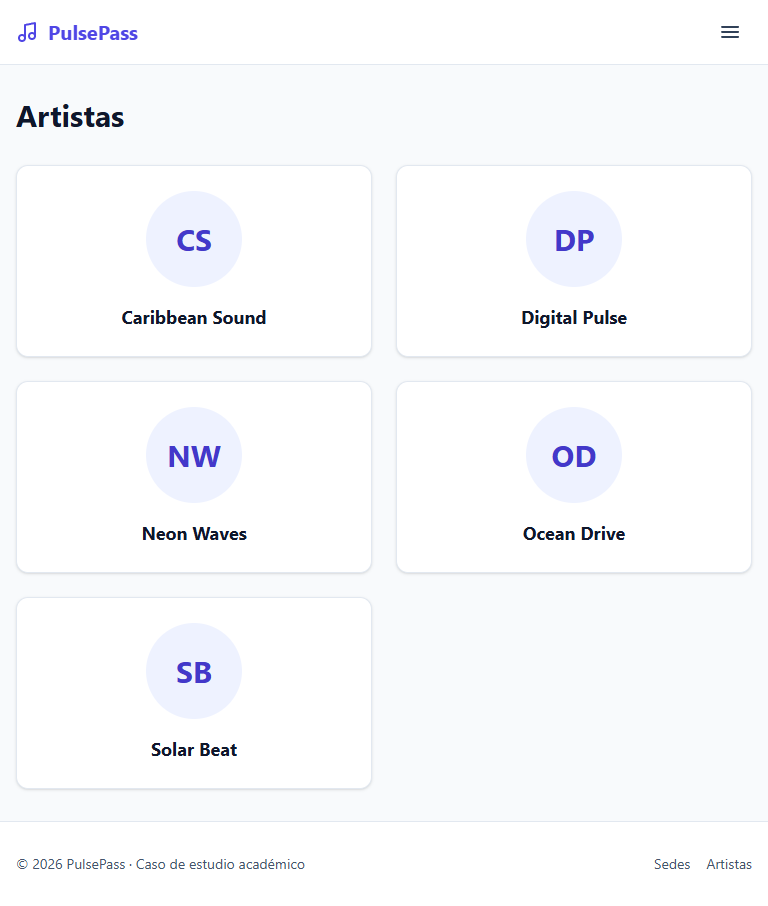 PulsePass
Artistas
CS
Caribbean Sound
DP
Digital Pulse
NW
Neon Waves
OD
Ocean Drive
SB
Solar Beat
© 2026 PulsePass · Caso de estudio académico
Sedes
Artistas